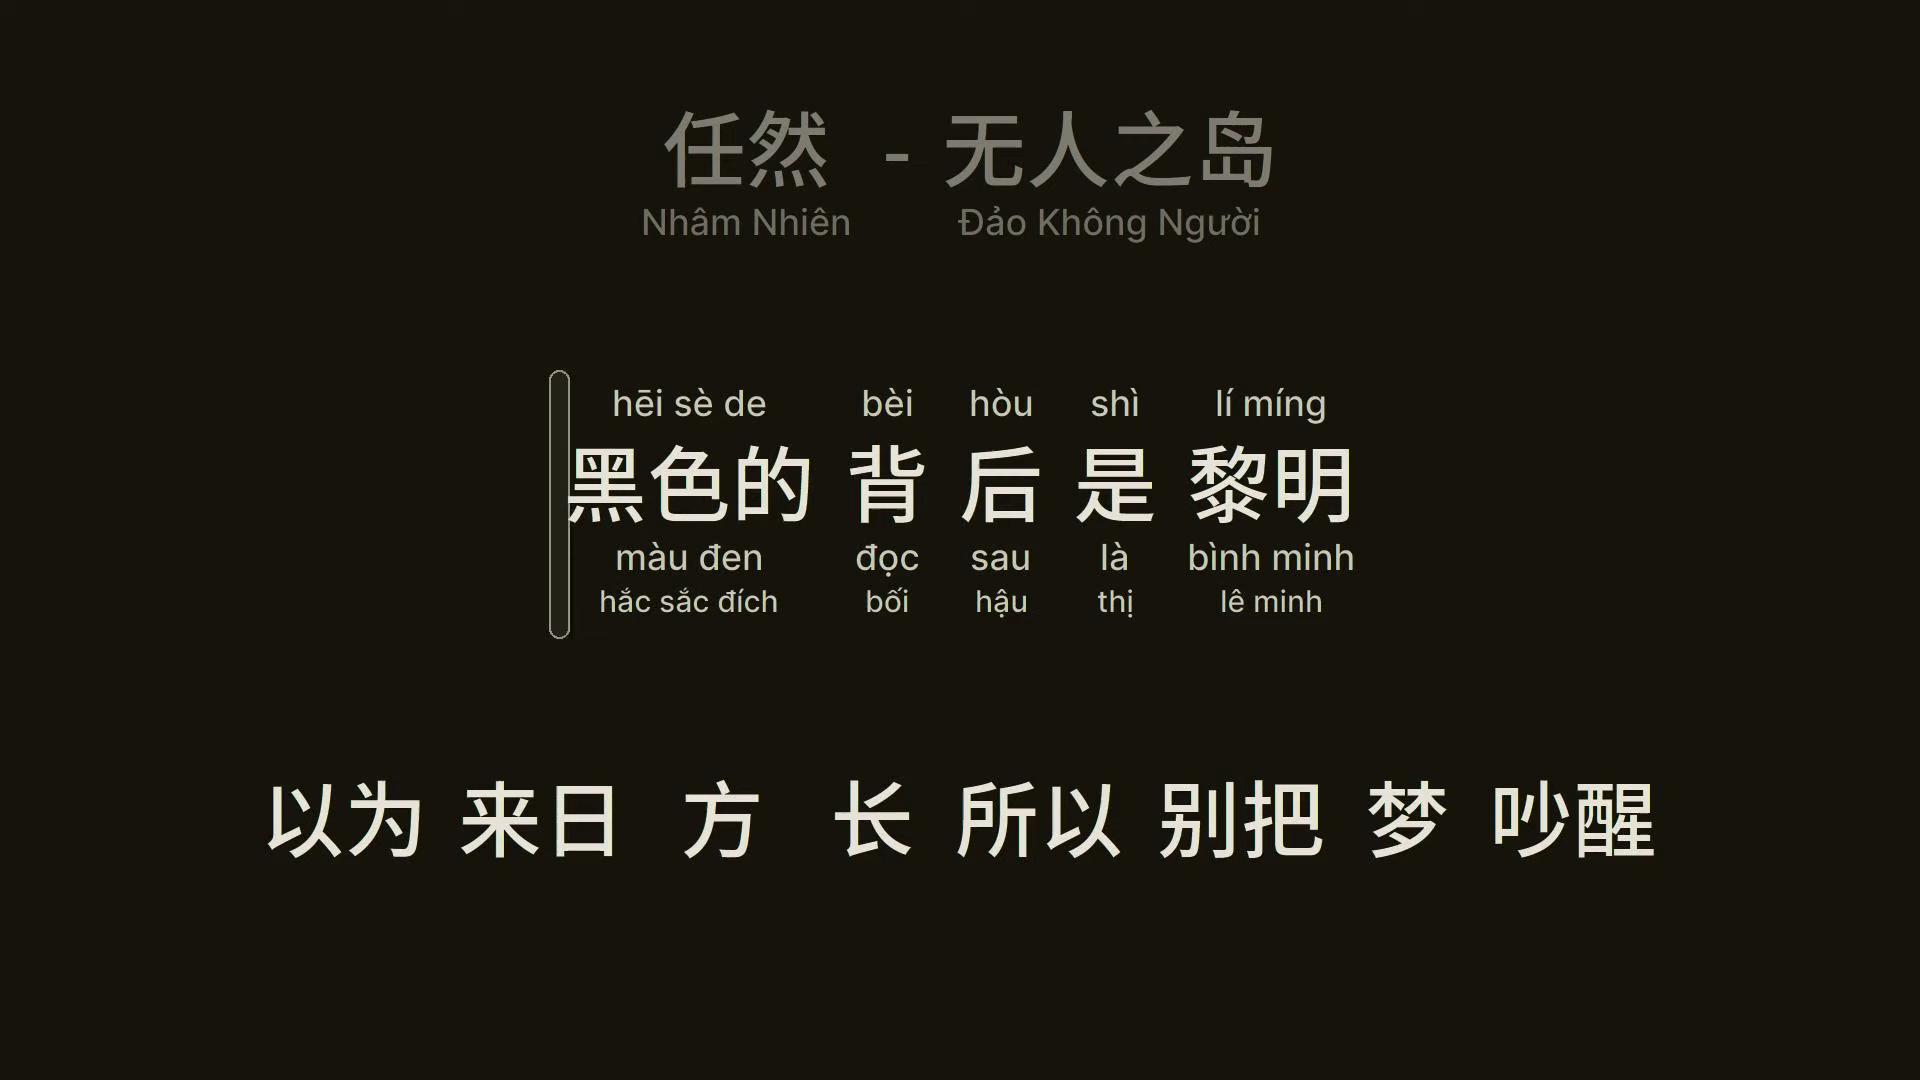 任然 - 无人之岛
Nhâm Nhiên Đảo Không Người
hēi sè de bèi hòu shì lí míng
黑色的 背 后 是 黎明
màu đen đọc sau là bình minh
hắc sắc đích bối hậu thị lê minh
以为 来日 方 长 所以 别把 梦 吵醒